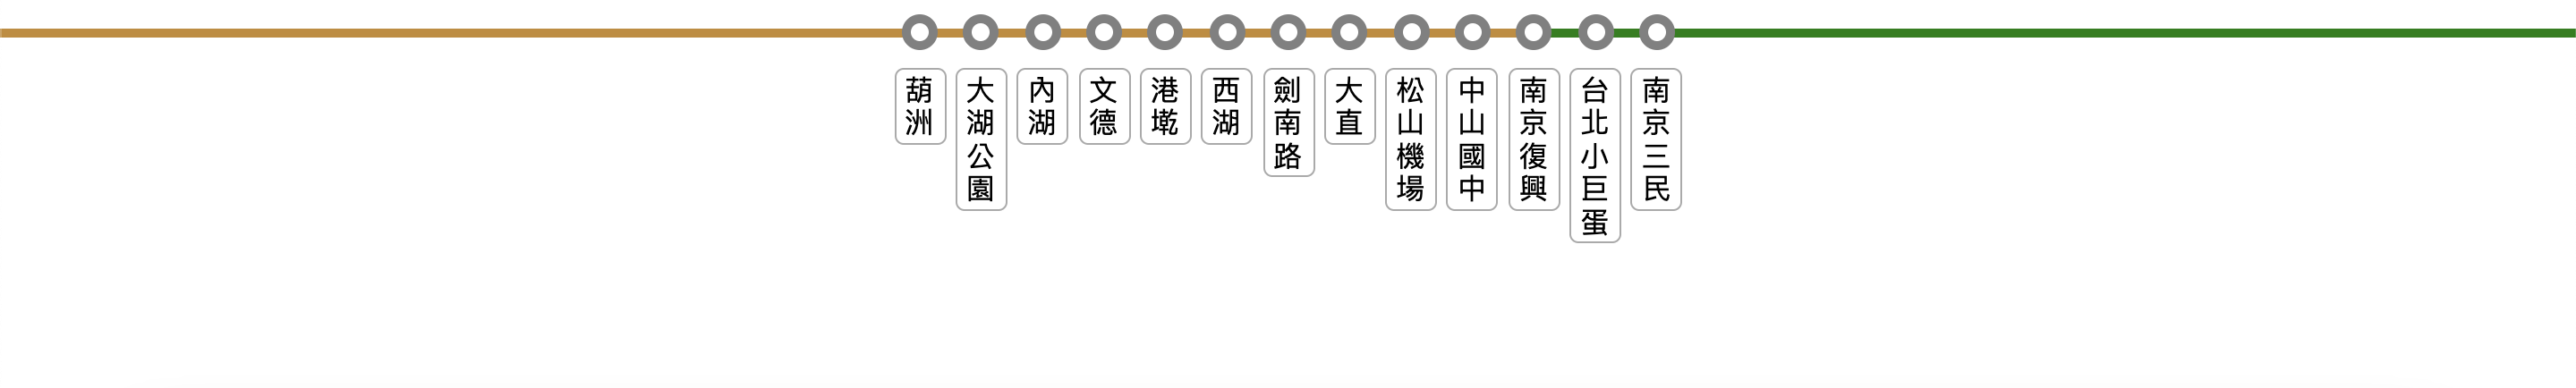 葫洲
大湖公園
內湖
文德
港墘
西湖
劍南路
大直
松山機場
中山國中
南京復興
台北小巨蛋
南京三民